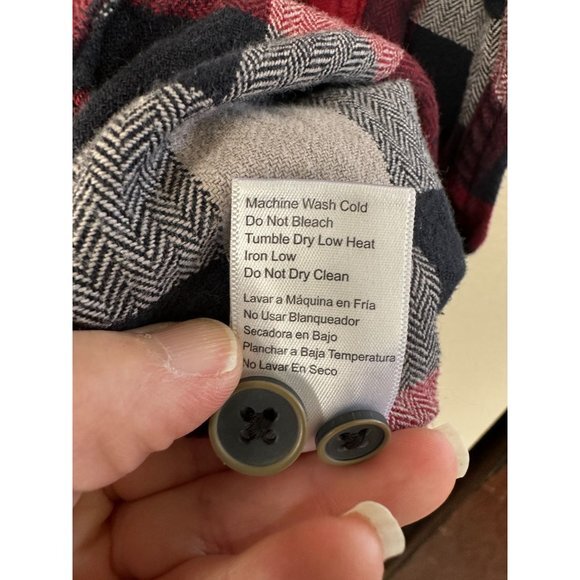 Machine Wash Cold
Do Not Bleach
Tumble Dry Low Heat
Iron Low
Do Not Dry Clean
Lavar a Máquina en Fría
No Usar Blanqueador
Secadora en Bajo
Planchar a Baja Temperatura
No Lavar En Seco